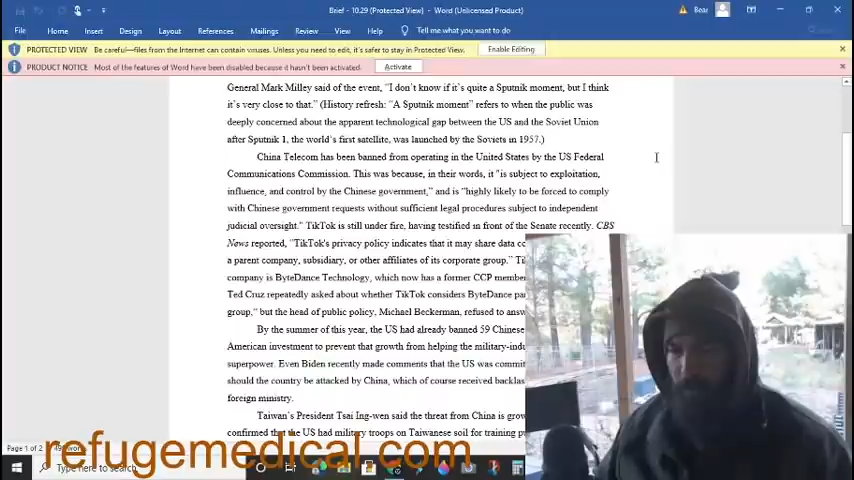 Brief - 10.29 (Protected View) - Word (Unlicensed Product)
Bear
File Home Insert Draw Design Layout References Mailings Review View Help Tell me what you want to do
PROTECTED VIEW Be careful—files from the Internet can contain viruses. Unless you need to edit, it's safer to stay in Protected View. Enable Editing
PRODUCT NOTICE Most of the features of Word have been disabled because it hasn't been activated. Activate
General Mark Milley said of the event, "I don't know if it's quite a Sputnik moment, but I think
it's very close to that." (History refresh: "A Sputnik moment" refers to when the public was
deeply concerned about the apparent technological gap between the US and the Soviet Union
after Sputnik 1, the world's first satellite, was launched by the Soviets in 1957.)
China Telecom has been banned from operating in the United States by the US Federal
Communications Commission. This was because, in their words, it "is subject to exploitation,
influence, and control by the Chinese government," and is "highly likely to be forced to comply
with Chinese government requests without sufficient legal procedures subject to independent
judicial oversight." TikTok is still under fire, having testified in front of the Senate recently. CBS
News reported, "TikTok's privacy policy indicates that it may share data
a parent company, subsidiary, or other affiliates of its corporate group."
company is ByteDance Technology, which now has a former CCP member
Ted Cruz repeatedly asked about whether TikTok considers ByteDance
group," but the head of public policy, Michael Beckerman, refused to
By the summer of this year, the US had already banned 59 Chinese
American investment to prevent that growth from helping the
superpower. Even Biden recently made comments that the US was
should the country be attacked by China, which of course received
foreign ministry.
Taiwan's President Tsai Ing-wen said the threat from China is
confirmed that the US had military troops on Taiwanese soil for training
Page 1 of 2
refugemedical.com
Type here to search